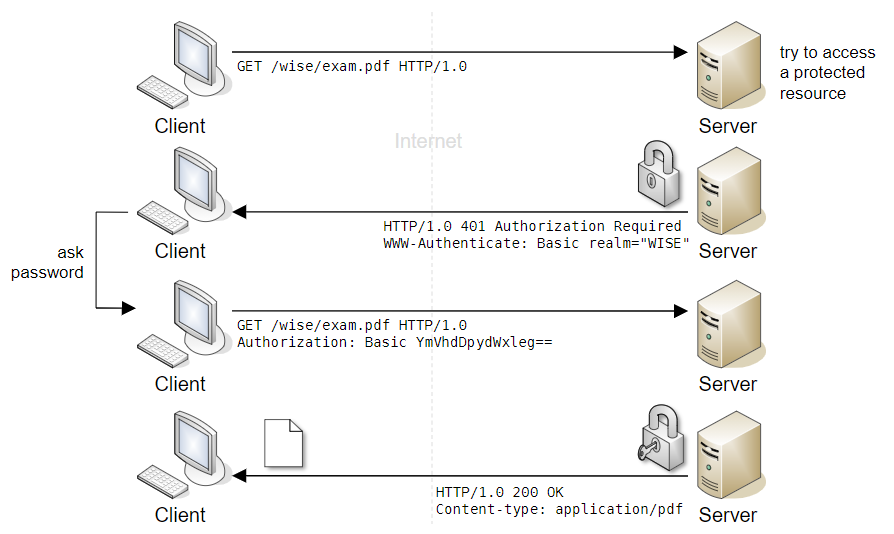 GET /wise/exam.pdf HTTP/1.0
try to access
a protected
resource
Client
Server
Internet
HTTP/1.0 401 Authorization Required
WWW-Authenticate: Basic realm="WISE"
Client
Server
ask
password
GET /wise/exam.pdf HTTP/1.0
Authorization: Basic YmVhdDpydWxleg==
Client
Server
HTTP/1.0 200 OK
Content-type: application/pdf
Client
Server